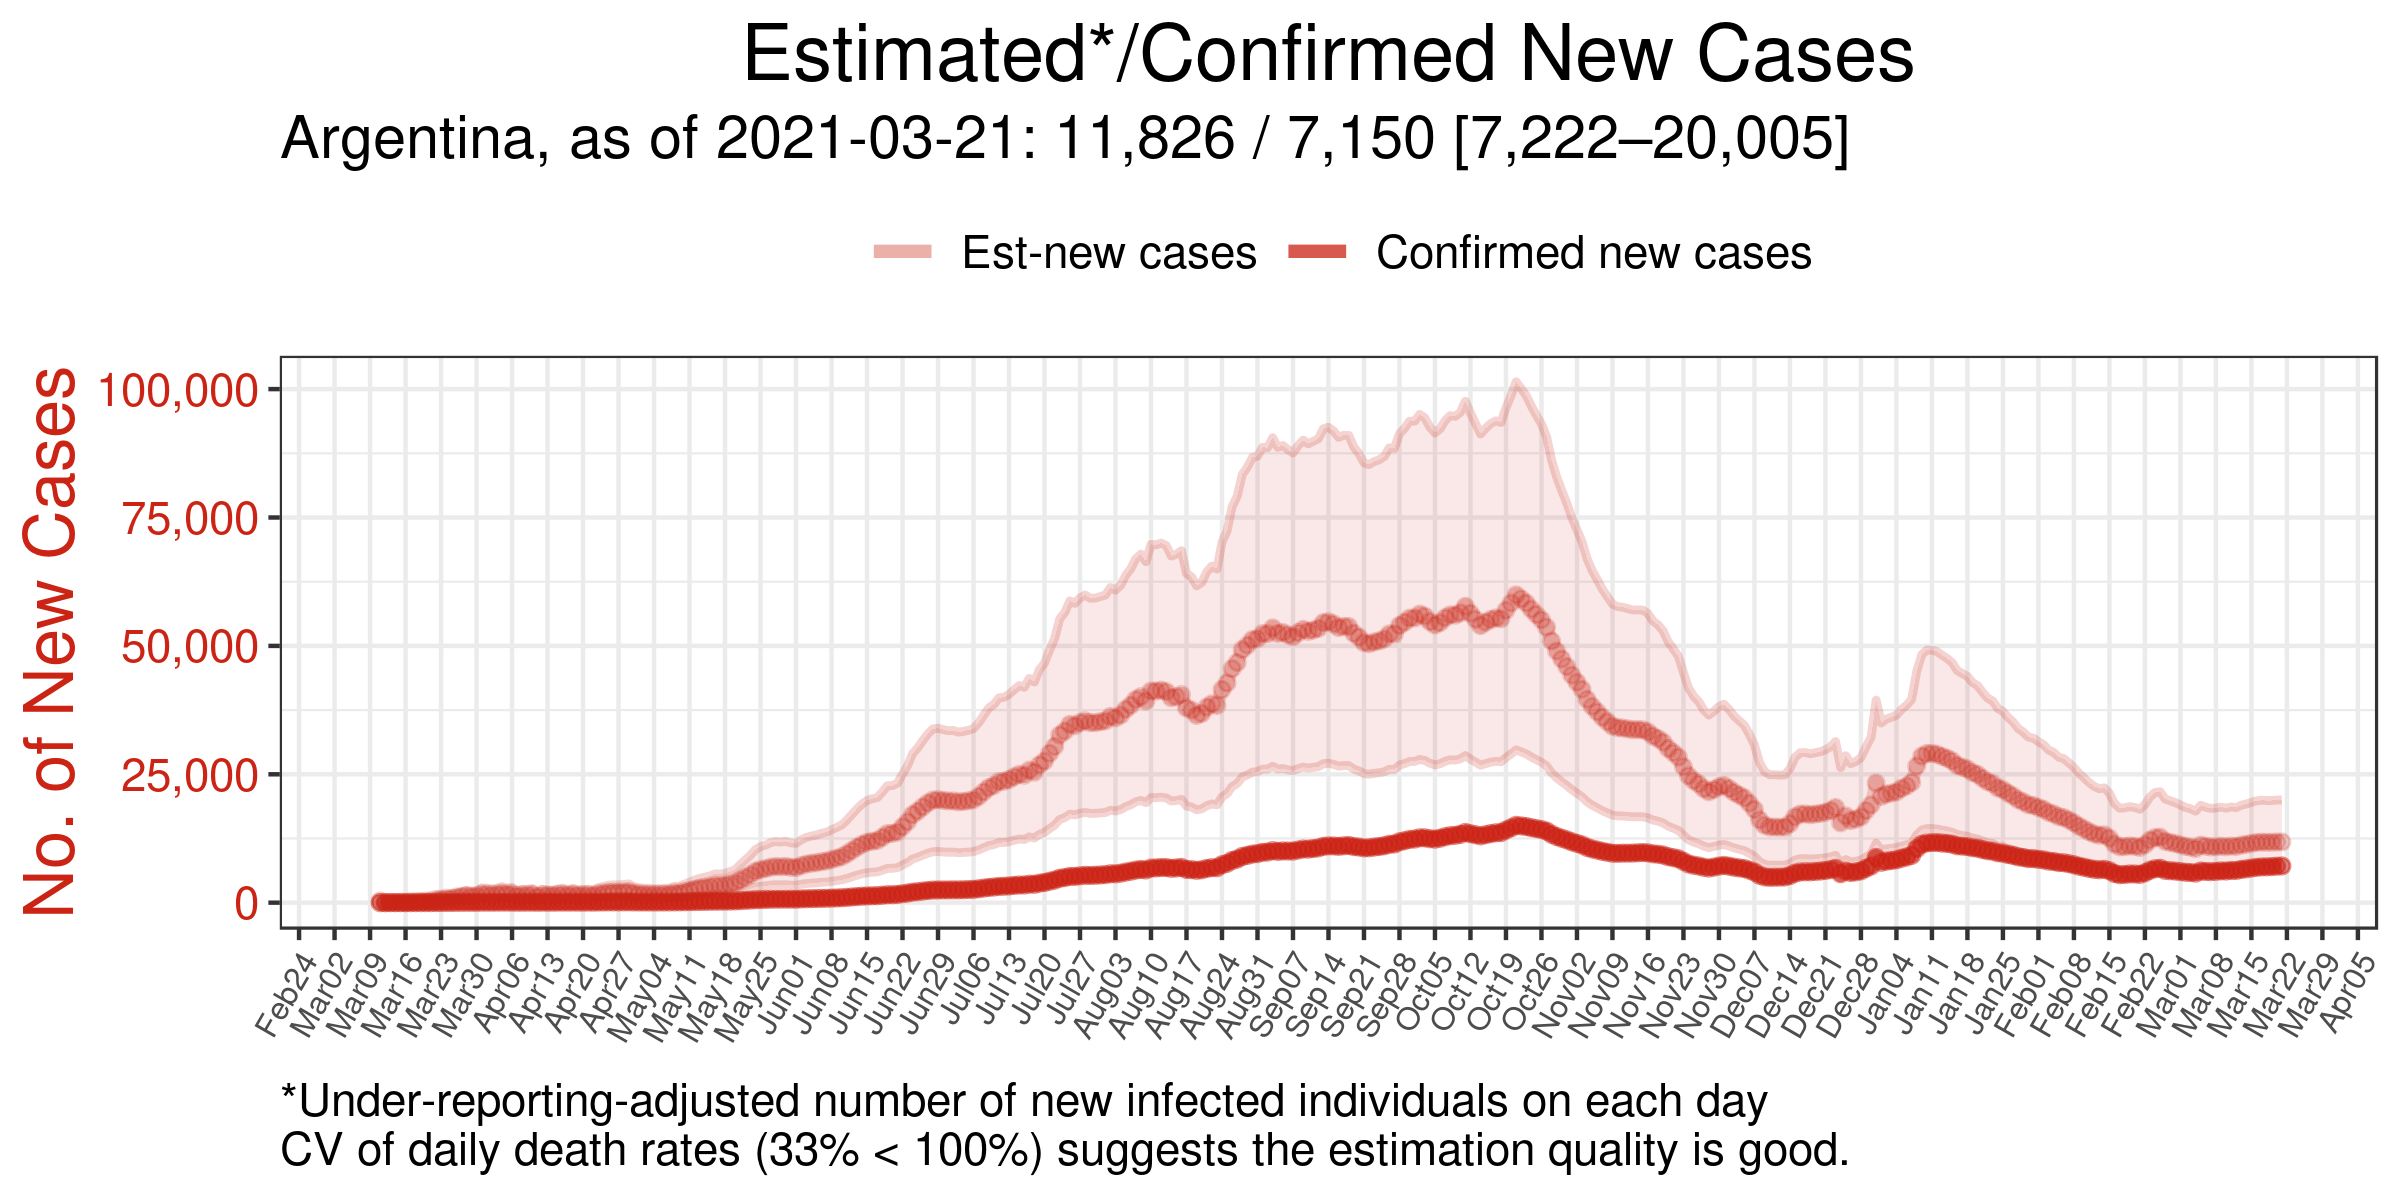 Estimated*/Confirmed New Cases
Argentina, as of 2021-03-21: 11,826 / 7,150 [7,222–20,005]
Est-new cases
Confirmed new cases
No. of New Cases
100,000
75,000
50,000
25,000
0
Feb24
Mar02
Mar09
Mar16
Mar23
Mar30
Apr06
Apr13
Apr20
Apr27
May04
May11
May18
May25
Jun01
Jun08
Jun15
Jun22
Jun29
Jul06
Jul13
Jul20
Jul27
Aug03
Aug10
Aug17
Aug24
Aug31
Sep07
Sep14
Sep21
Sep28
Oct05
Oct12
Oct19
Oct26
Nov02
Nov09
Nov16
Nov23
Nov30
Dec07
Dec14
Dec21
Dec28
Jan04
Jan11
Jan18
Jan25
Feb01
Feb08
Feb15
Feb22
Mar01
Mar08
Mar15
Mar22
Mar29
Apr05
*Under-reporting-adjusted number of new infected individuals on each day
CV of daily death rates (33% < 100%) suggests the estimation quality is good.